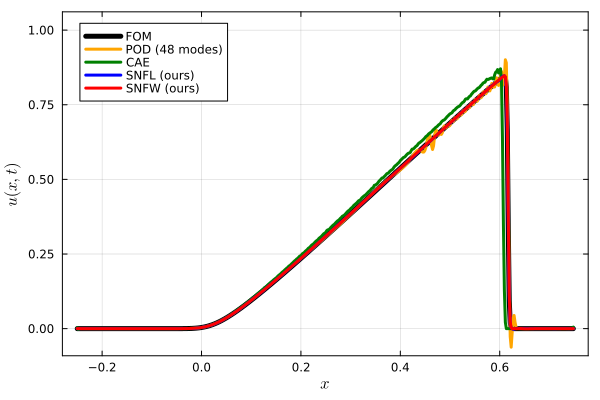 1.00
0.75
0.50
0.25
0.00
u(x, t)
FOM
POD (48 modes)
CAE
SNFL (ours)
SNFW (ours)
−0.2
0.0
0.2
0.4
0.6
x